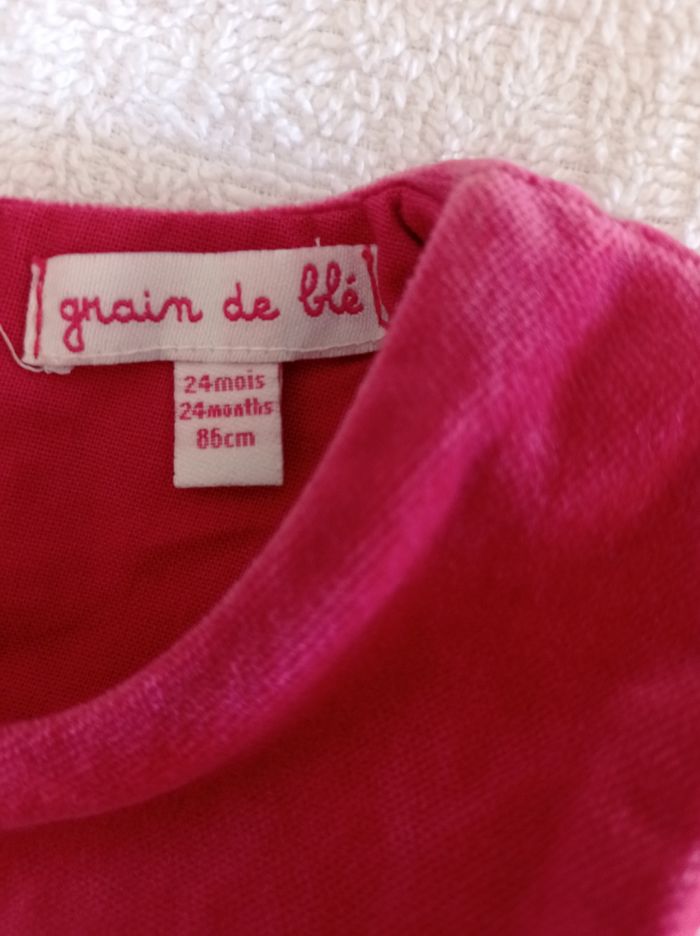 grain de blé
24mois
24months
86cm